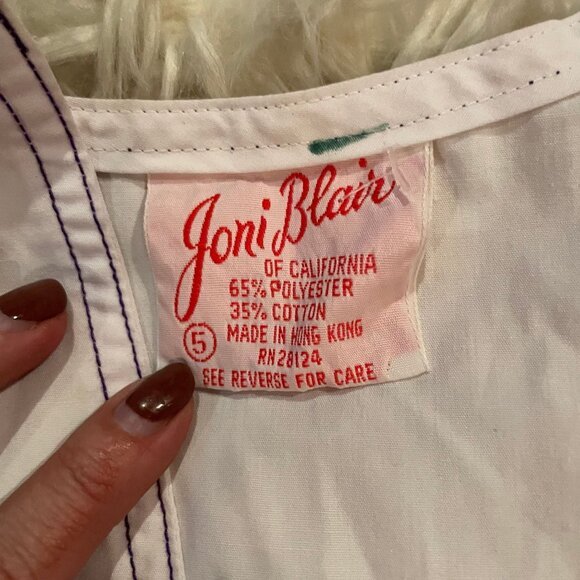 Joni Blair
OF CALIFORNIA
65% POLYESTER
35% COTTON
5 MADE IN HONG KONG
RN 28124
SEE REVERSE FOR CARE